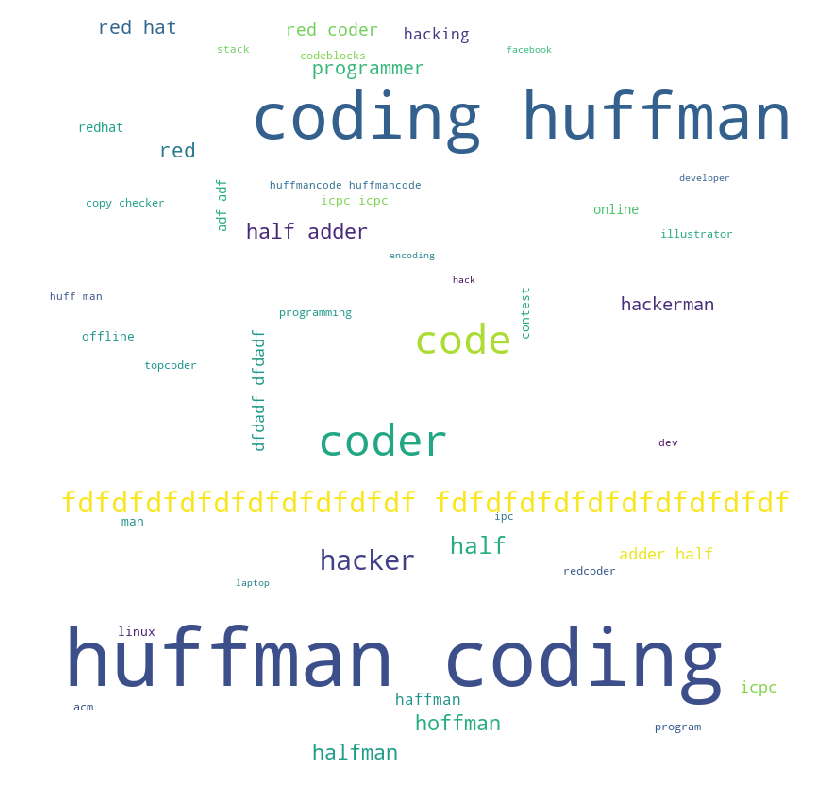 red hat
red coder
hacking
stack
codeblocks
facebook
programmer
coding huffman
redhat
red
developer
huffmancode huffmancode
copy checker
adf adf
icpc icpc
online
half adder
illustrator
encoding
hack
huff man
hackerman
contest
programming
offline
code
topcoder
dfdadf dfdadf
coder
dev
fdfdfdfdfdfdfdfdfdfdf fdfdfdfdfdfdfdfdfdfdf
man
ipc
half
hacker
adder half
redcoder
laptop
linux
huffman coding
icpc
haffman
acm
hoffman
program
halfman